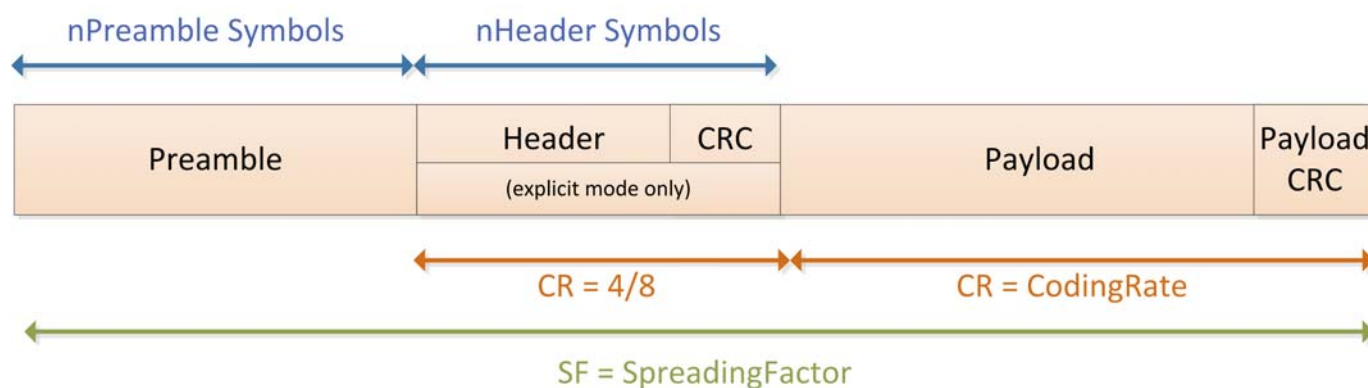 nPreamble Symbols
nHeader Symbols
Preamble
Header
CRC
(explicit mode only)
Payload
Payload
CRC
CR = 4/8
CR = CodingRate
SF = SpreadingFactor